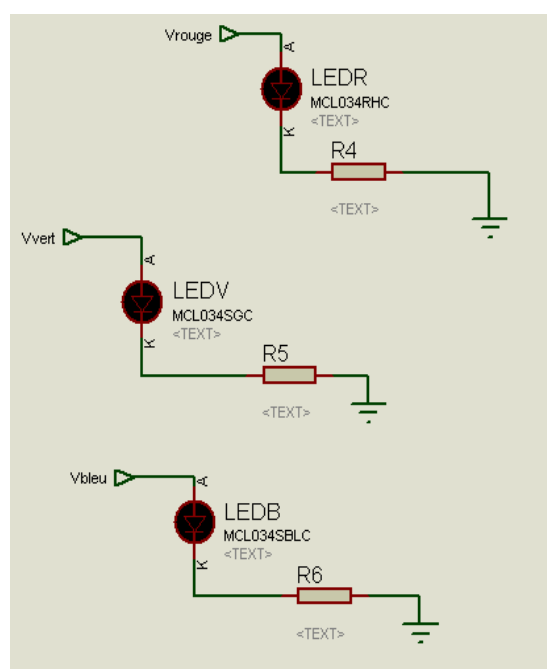 Vrouge
A
LEDR
MCL034RHC
<TEXT>
K
R4
<TEXT>
Vvert
A
LEDV
MCL034SGC
<TEXT>
K
R5
<TEXT>
Vbleu
A
LEDB
MCL034SBLC
<TEXT>
K
R6
<TEXT>